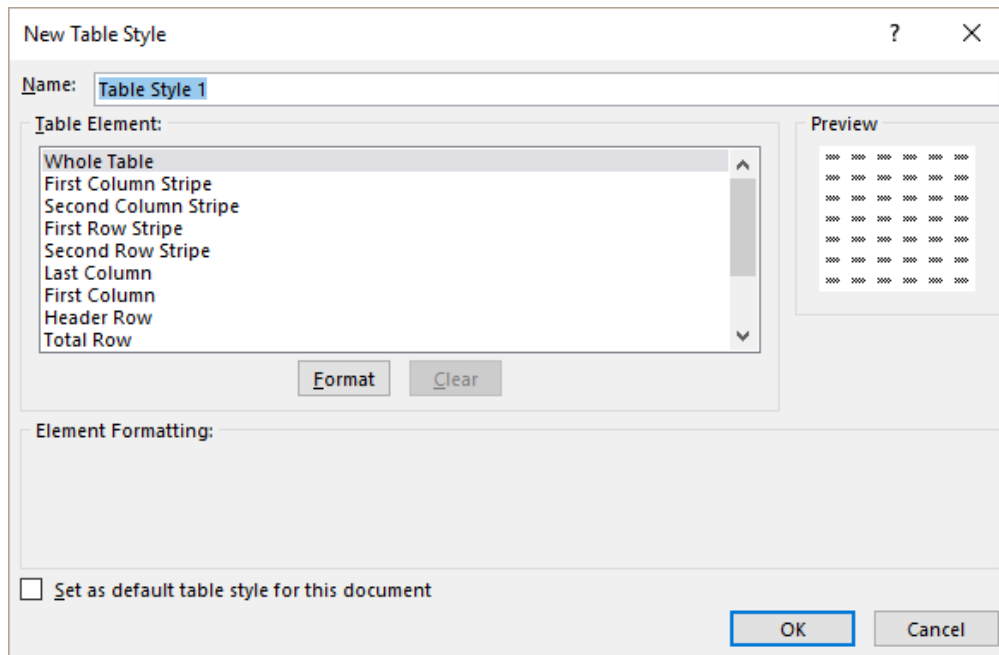 New Table Style
?
Name: Table Style 1
Table Element:
Preview
Whole Table
First Column Stripe
Second Column Stripe
First Row Stripe
Second Row Stripe
Last Column
First Column
Header Row
Total Row
Format Clear
Element Formatting:
Set as default table style for this document
OK Cancel